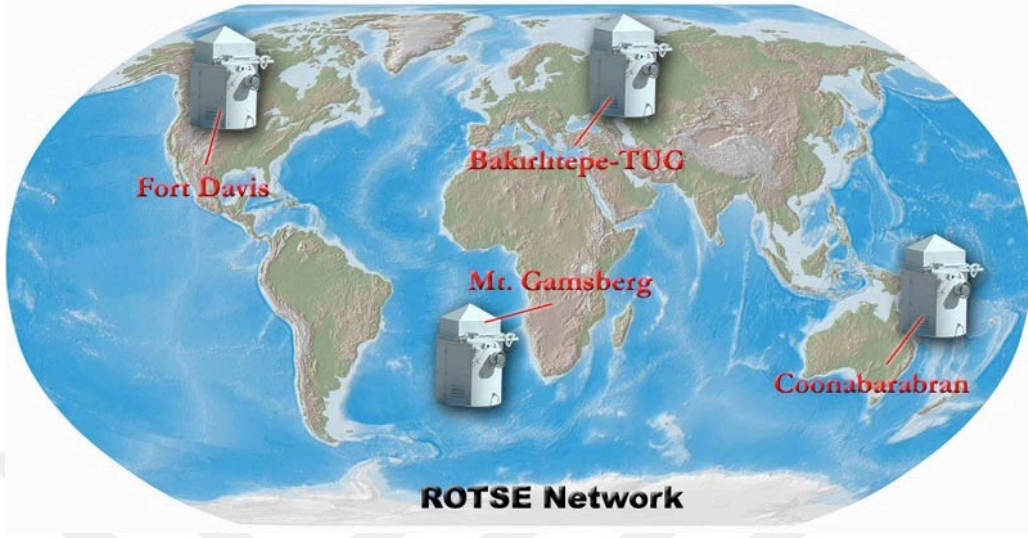 Fort Davis
Bakırlıtepe-TUG
Mt. Gamsberg
Coonabarabran
ROTSE Network